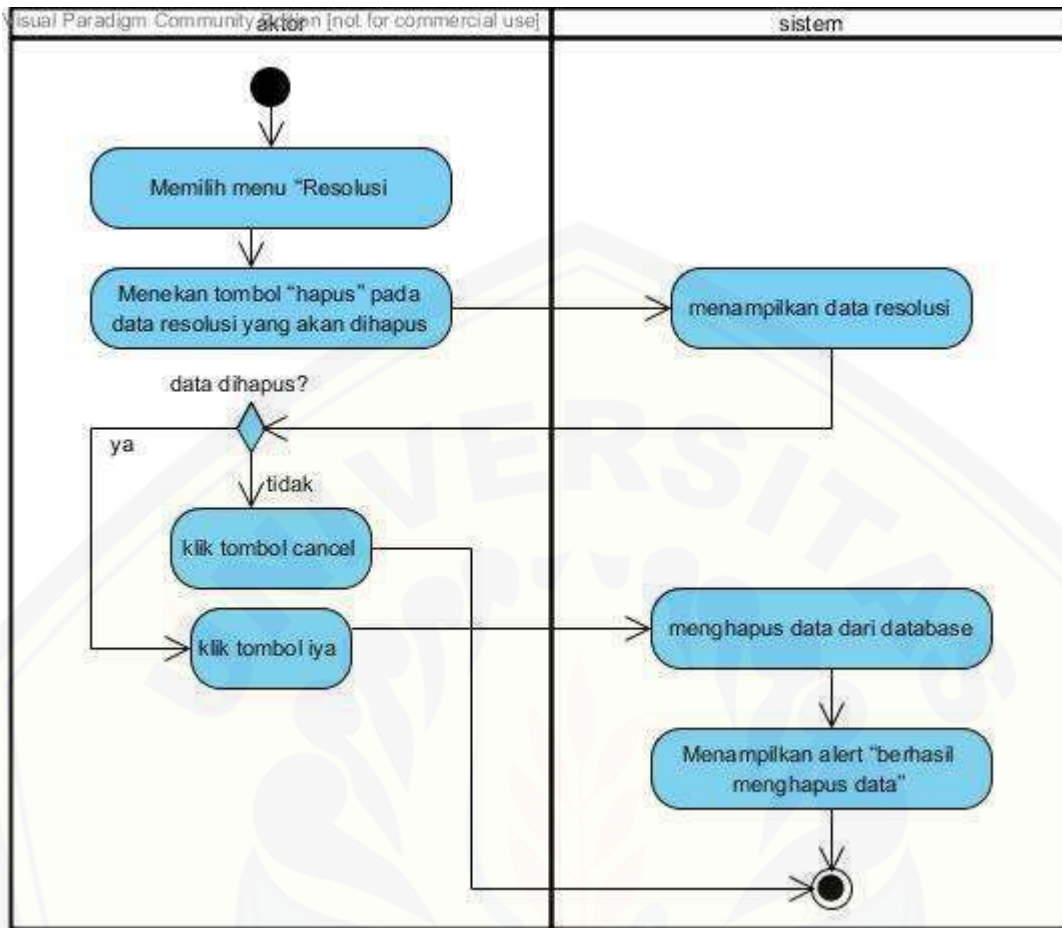 Visual Paradigm Community Edition [not for commercial use]
aktor
sistem
Memilih menu “Resolusi
Menekan tombol “hapus” pada
data resolusi yang akan dihapus
menampilkan data resolusi
data dihapus?
ya
tidak
klik tombol cancel
klik tombol iya
menghapus data dari database
Menampilkan alert “berhasil
menghapus data”
UNIVERSITAS